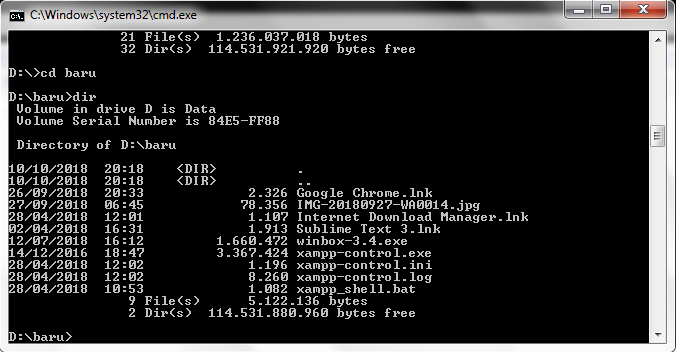 C:\Windows\system32\cmd.exe
21 File(s)  1.236.037.018 bytes
32 Dir(s)  114.531.921.920 bytes free
D:\>cd baru
D:\baru>dir
Volume in drive D is Data
Volume Serial Number is 84E5-FF88
Directory of D:\baru
10/10/2018  20:18    <DIR>          .
10/10/2018  20:18    <DIR>          ..
26/09/2018  20:33             2.326 Google Chrome.lnk
27/09/2018  06:45            78.356 IMG-20180927-WA0014.jpg
28/04/2018  12:01             1.107 Internet Download Manager.lnk
02/04/2018  16:31             1.913 Sublime Text 3.lnk
12/07/2018  16:12         1.660.472 winbox-3.4.exe
14/12/2016  18:47         3.367.424 xampp-control.exe
28/04/2018  12:02             1.196 xampp-control.ini
28/04/2018  12:02             8.260 xampp-control.log
28/04/2018  10:53             1.082 xampp_shell.bat
9 File(s)      5.122.136 bytes
2 Dir(s)  114.531.880.960 bytes free
D:\baru>